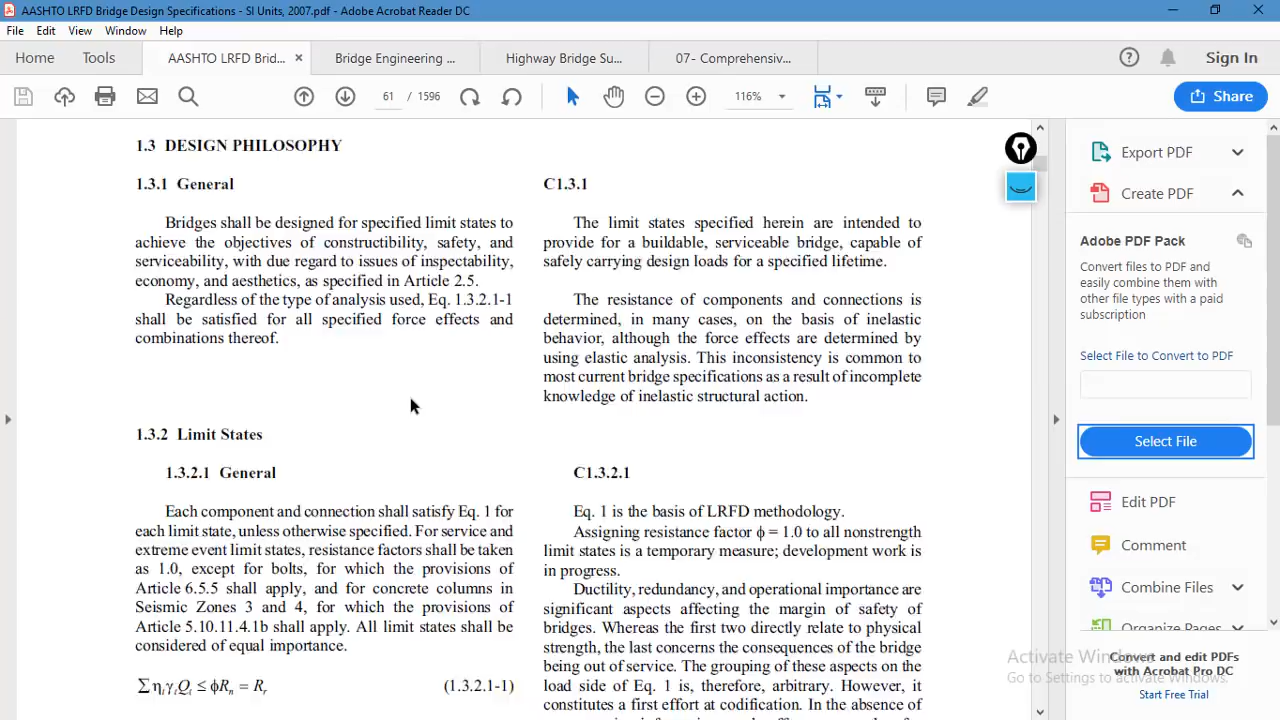 AASHTO LRFD Bridge Design Specifications - SI Units, 2007.pdf - Adobe Acrobat Reader DC
File Edit View Window Help
Home Tools AASHTO LRFD Brid... × Bridge Engineering ... Highway Bridge Su... 07- Comprehensiv... Sign In
61 / 1596 116% Share
1.3 DESIGN PHILOSOPHY
1.3.1 General
Bridges shall be designed for specified limit states to
achieve the objectives of constructibility, safety, and
serviceability, with due regard to issues of inspectability,
economy, and aesthetics, as specified in Article 2.5.
Regardless of the type of analysis used, Eq. 1.3.2.1-1
shall be satisfied for all specified force effects and
combinations thereof.
C1.3.1
The limit states specified herein are intended to
provide for a buildable, serviceable bridge, capable of
safely carrying design loads for a specified lifetime.
The resistance of components and connections is
determined, in many cases, on the basis of inelastic
behavior, although the force effects are determined by
using elastic analysis. This inconsistency is common to
most current bridge specifications as a result of incomplete
knowledge of inelastic structural action.
1.3.2 Limit States
1.3.2.1 General
Each component and connection shall satisfy Eq. 1 for
each limit state, unless otherwise specified. For service and
extreme event limit states, resistance factors shall be taken
as 1.0, except for bolts, for which the provisions of
Article 6.5.5 shall apply, and for concrete columns in
Seismic Zones 3 and 4, for which the provisions of
Article 5.10.11.4.1b shall apply. All limit states shall be
considered of equal importance.
∑ηᵢγᵢQᵢ ≤ ϕRₙ = Rᵣ (1.3.2.1-1)
C1.3.2.1
Eq. 1 is the basis of LRFD methodology.
Assigning resistance factor ϕ = 1.0 to all nonstrength
limit states is a temporary measure; development work is
in progress.
Ductility, redundancy, and operational importance are
significant aspects affecting the margin of safety of
bridges. Whereas the first two directly relate to physical
strength, the last concerns the consequences of the bridge
being out of service. The grouping of these aspects on the
load side of Eq. 1 is, therefore, arbitrary. However, it
constitutes a first effort at codification. In the absence of
Export PDF
Create PDF
Adobe PDF Pack
Convert files to PDF and
easily combine them with
other file types with a paid
subscription
Select File to Convert to PDF
Select File
Edit PDF
Comment
Combine Files
Organize Pages
Convert and edit PDFs
with Acrobat Pro DC
Start Free Trial
Activate Windows
Go to Settings to activate Windows.